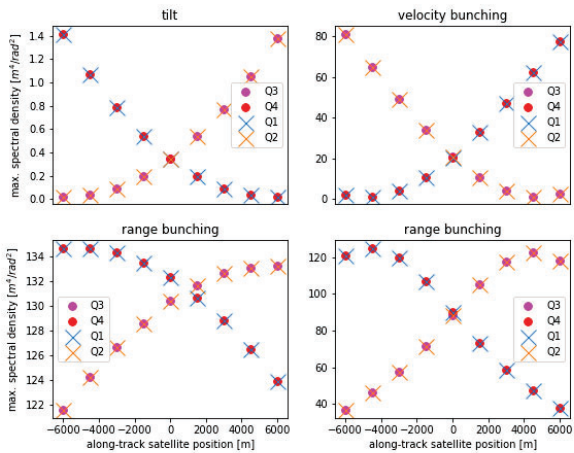 tilt
max. spectral density [m⁴/rad²]
1.4
1.2
1.0
0.8
0.6
0.4
0.2
0.0
Q3
Q4
Q1
Q2
velocity bunching
80
60
40
20
0
Q3
Q4
Q1
Q2
range bunching
max. spectral density [m⁴/rad²]
134
132
130
128
126
124
122
Q3
Q4
Q1
Q2
−6000 −4000 −2000 0 2000 4000 6000
along-track satellite position [m]
range bunching
120
100
80
60
40
Q3
Q4
Q1
Q2
−6000 −4000 −2000 0 2000 4000 6000
along-track satellite position [m]